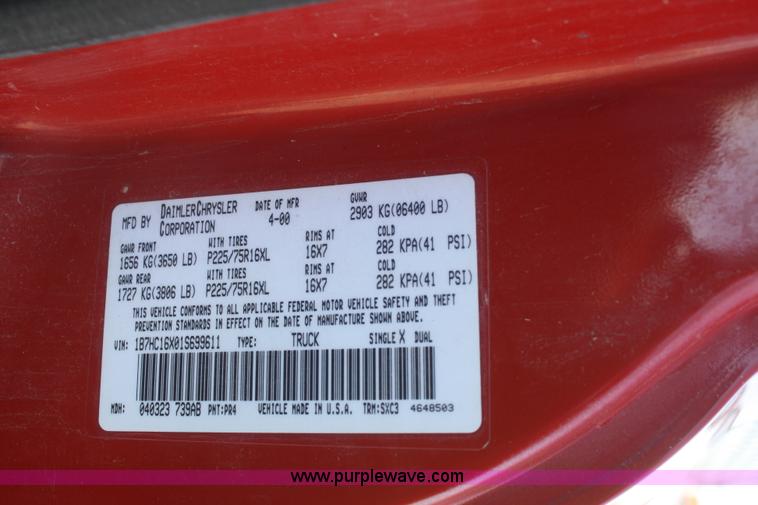 MFD BY DAIMLERCHRYSLER CORPORATION DATE OF MFR 4-00 GVWR 2903 KG(06400 LB)
GAWR FRONT WITH TIRES RIMS AT COLD
1656 KG(3650 LB) P225/75R16XL 16X7 282 KPA(41 PSI)
GAWR REAR WITH TIRES RIMS AT COLD
1727 KG(3806 LB) P225/75R16XL 16X7 282 KPA(41 PSI)
THIS VEHICLE CONFORMS TO ALL APPLICABLE FEDERAL MOTOR VEHICLE SAFETY AND THEFT
PREVENTION STANDARDS IN EFFECT ON THE DATE OF MANUFACTURE SHOWN ABOVE.
VIN: 1B7HC16X01S699611 TYPE: TRUCK SINGLE X DUAL
MDH: 040323 739AB PNT:PR4 VEHICLE MADE IN U.S.A. TRM:SXC3 4648503
www.purplewave.com